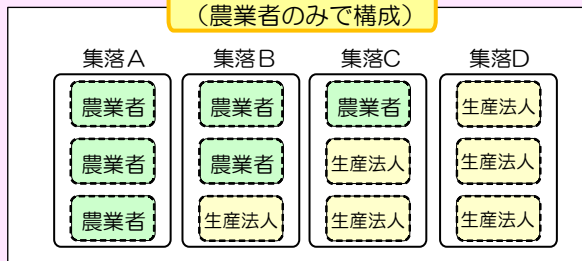 （農業者のみで構成）
集落A 集落B 集落C 集落D
農業者 農業者 農業者 生産法人
農業者 農業者 生産法人 生産法人
農業者 生産法人 生産法人 生産法人